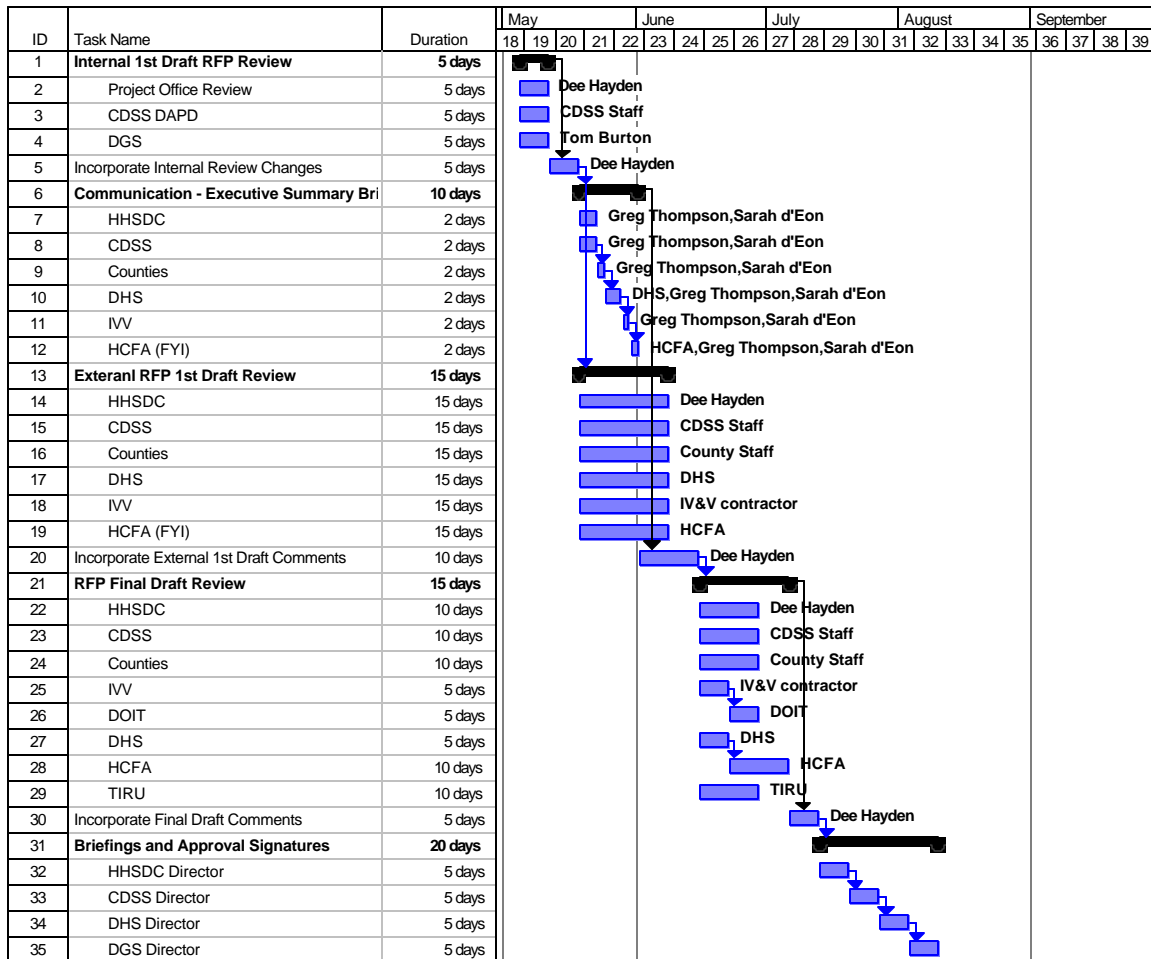 May June July August September
ID Task Name Duration 18 19 20 21 22 23 24 25 26 27 28 29 30 31 32 33 34 35 36 37 38 39
1 Internal 1st Draft RFP Review 5 days
2 Project Office Review 5 days Dee Hayden
3 CDSS DAPD 5 days CDSS Staff
4 DGS 5 days Tom Burton
5 Incorporate Internal Review Changes 5 days Dee Hayden
6 Communication - Executive Summary Bri 10 days
7 HHSDC 2 days Greg Thompson,Sarah d'Eon
8 CDSS 2 days Greg Thompson,Sarah d'Eon
9 Counties 2 days Greg Thompson,Sarah d'Eon
10 DHS 2 days DHS,Greg Thompson,Sarah d'Eon
11 IVV 2 days Greg Thompson,Sarah d'Eon
12 HCFA (FYI) 2 days HCFA,Greg Thompson,Sarah d'Eon
13 Exteranl RFP 1st Draft Review 15 days
14 HHSDC 15 days Dee Hayden
15 CDSS 15 days CDSS Staff
16 Counties 15 days County Staff
17 DHS 15 days DHS
18 IVV 15 days IV&V contractor
19 HCFA (FYI) 15 days HCFA
20 Incorporate External 1st Draft Comments 10 days Dee Hayden
21 RFP Final Draft Review 15 days
22 HHSDC 10 days Dee Hayden
23 CDSS 10 days CDSS Staff
24 Counties 10 days County Staff
25 IVV 5 days IV&V contractor
26 DOIT 5 days DOIT
27 DHS 5 days DHS
28 HCFA 10 days HCFA
29 TIRU 10 days TIRU
30 Incorporate Final Draft Comments 5 days Dee Hayden
31 Briefings and Approval Signatures 20 days
32 HHSDC Director 5 days
33 CDSS Director 5 days
34 DHS Director 5 days
35 DGS Director 5 days